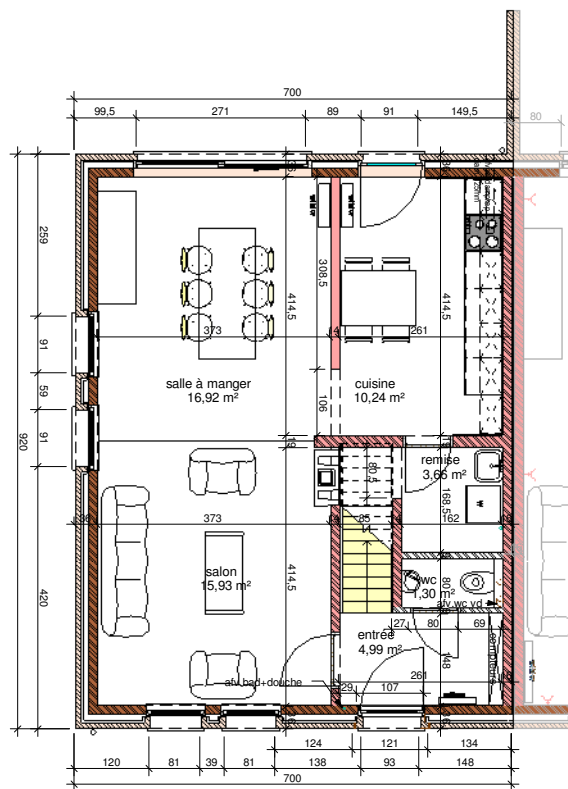 700
99,5 271 89 91 149,5
80
259
308,5
414,5
414,5
91
373
14
261
salle à manger
16,92 m²
cuisine
10,24 m²
59
106
920
91
19
remise
3,66 m²
80,5
168,5
36
373
85
162
salon
15,93 m²
414,5
wc
1,30 m²
80
afv wc vd
420
27 80 69
entrée
4,99 m²
148
compteurs
261
afv bad+douche
29 107
124 121 134
120 81 39 81 138 93 148
700